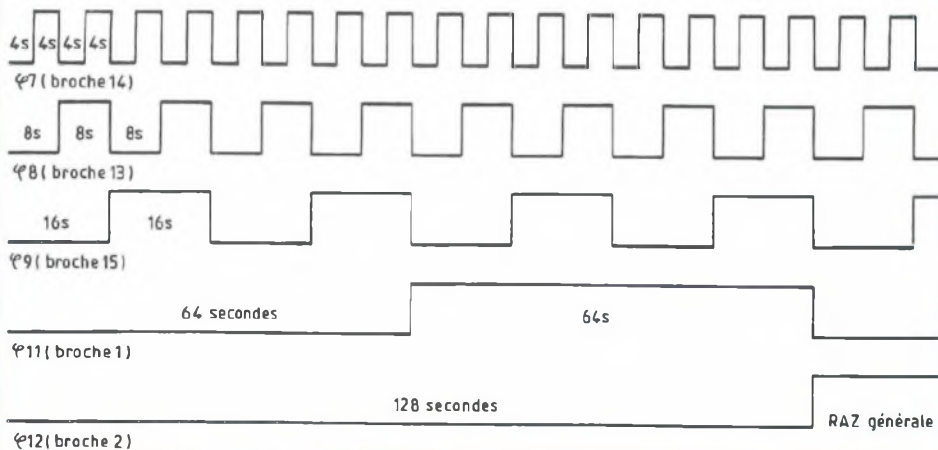 4s 4s 4s 4s
φ7 (broche 14)
8s 8s 8s
φ8 (broche 13)
16s 16s
φ9 (broche 15)
64 secondes 64s
φ11 (broche 1)
128 secondes RAZ générale
φ12 (broche 2)